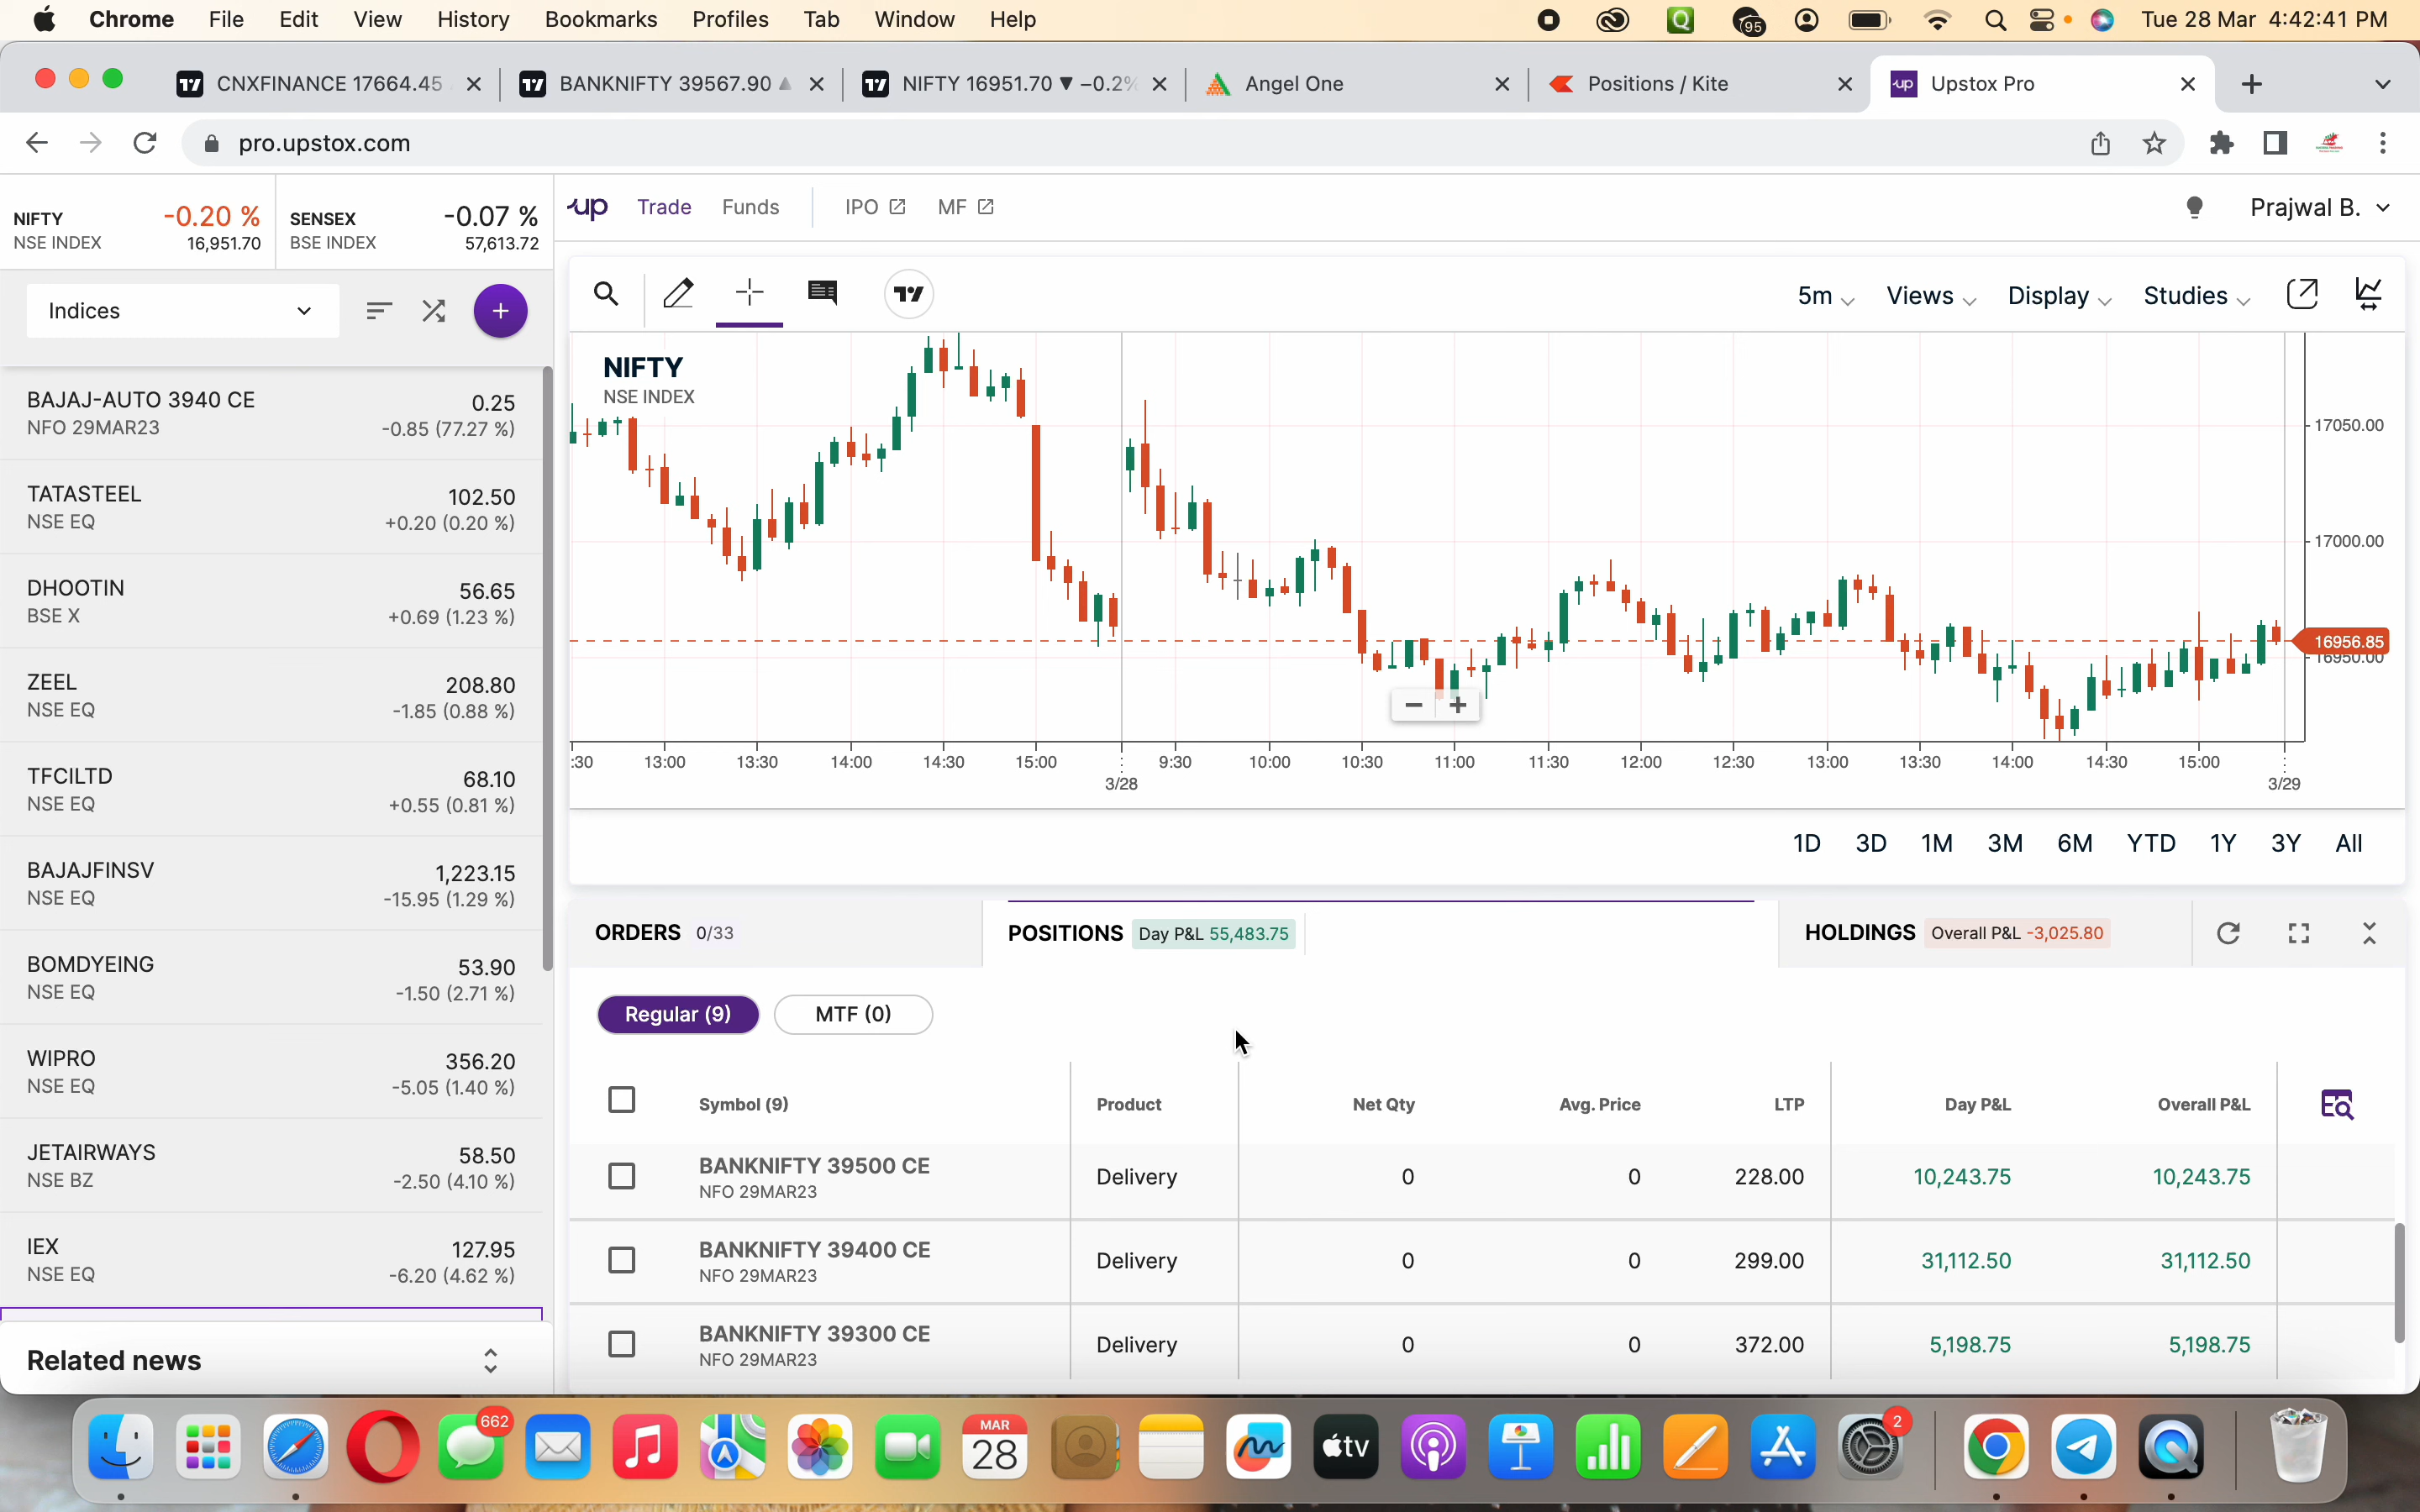 Chrome File Edit View History Bookmarks Profiles Tab Window Help 95 Tue 28 Mar 4:42:41 PM
CNXFINANCE 17664.45 BANKNIFTY 39567.90 ▲ NIFTY 16951.70 ▼ −0.2% Angel One Positions / Kite up Upstox Pro
pro.upstox.com
NIFTY -0.20 %
NSE INDEX 16,951.70
SENSEX -0.07 %
BSE INDEX 57,613.72
up Trade Funds IPO MF Prajwal B.
Indices
5m Views Display Studies
NIFTY
NSE INDEX
17050.00
17000.00
16956.85
16950.00
:30 13:00 13:30 14:00 14:30 15:00 9:30 10:00 10:30 11:00 11:30 12:00 12:30 13:00 13:30 14:00 14:30 15:00
3/28 3/29
1D 3D 1M 3M 6M YTD 1Y 3Y All
BAJAJ-AUTO 3940 CE 0.25
NFO 29MAR23 -0.85 (77.27 %)
TATASTEEL 102.50
NSE EQ +0.20 (0.20 %)
DHOOTIN 56.65
BSE X +0.69 (1.23 %)
ZEEL 208.80
NSE EQ -1.85 (0.88 %)
TFCILTD 68.10
NSE EQ +0.55 (0.81 %)
BAJAJFINSV 1,223.15
NSE EQ -15.95 (1.29 %)
BOMDYEING 53.90
NSE EQ -1.50 (2.71 %)
WIPRO 356.20
NSE EQ -5.05 (1.40 %)
JETAIRWAYS 58.50
NSE BZ -2.50 (4.10 %)
IEX 127.95
NSE EQ -6.20 (4.62 %)
Related news
ORDERS 0/33 POSITIONS Day P&L 55,483.75 HOLDINGS Overall P&L -3,025.80
Regular (9) MTF (0)
Symbol (9) Product Net Qty Avg. Price LTP Day P&L Overall P&L
BANKNIFTY 39500 CE Delivery 0 0 228.00 10,243.75 10,243.75
NFO 29MAR23
BANKNIFTY 39400 CE Delivery 0 0 299.00 31,112.50 31,112.50
NFO 29MAR23
BANKNIFTY 39300 CE Delivery 0 0 372.00 5,198.75 5,198.75
NFO 29MAR23
662 MAR 28 tv 2